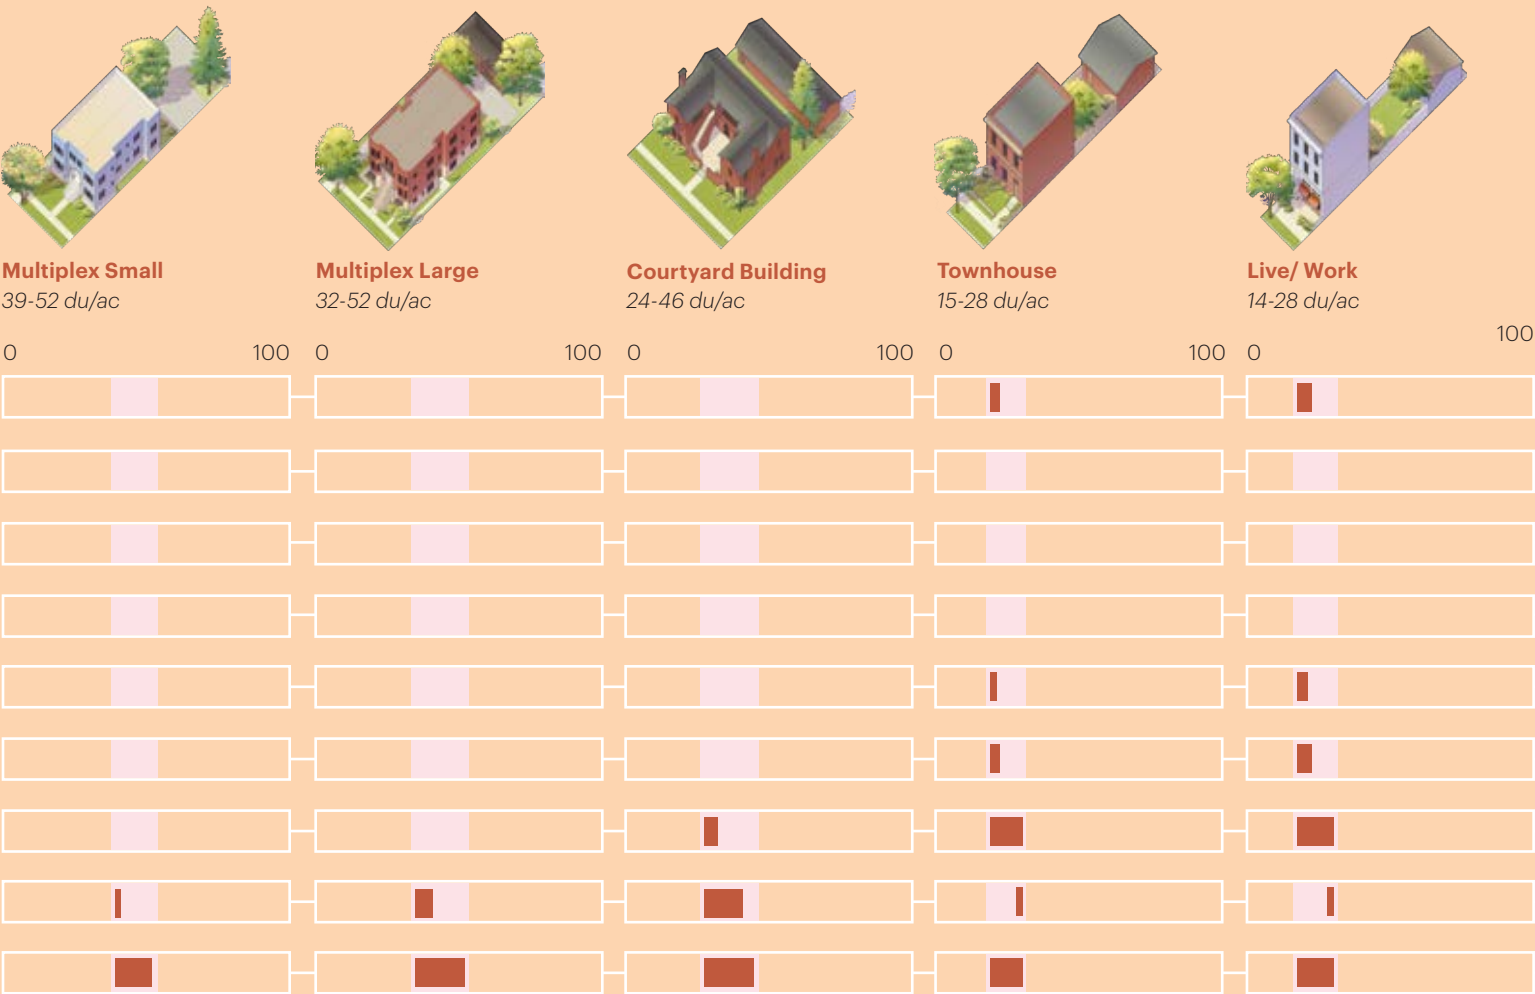 Multiplex Small
39-52 du/ac
Multiplex Large
32-52 du/ac
Courtyard Building
24-46 du/ac
Townhouse
15-28 du/ac
Live/ Work
14-28 du/ac
0 100
0 100
0 100
0 100
0 100